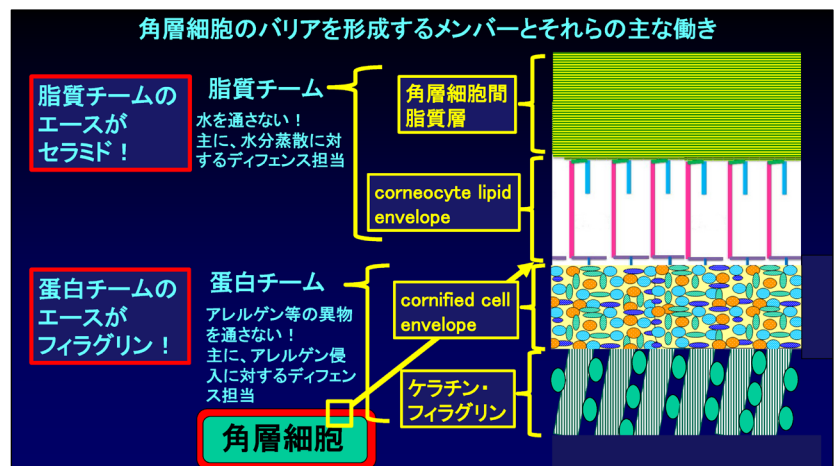 角層細胞のバリアを形成するメンバーとそれらの主な働き
脂質チームの
エースが
セラミド！
脂質チーム
水を通さない！
主に、水分蒸散に対
するディフェンス担当
角層細胞間
脂質層
corneocyte lipid
envelope
蛋白チームの
エースが
フィラグリン！
蛋白チーム
アレルゲン等の異物
を通さない！
主に、アレルゲン侵
入に対するディフェン
ス担当
cornified cell
envelope
ケラチン・
フィラグリン
角層細胞